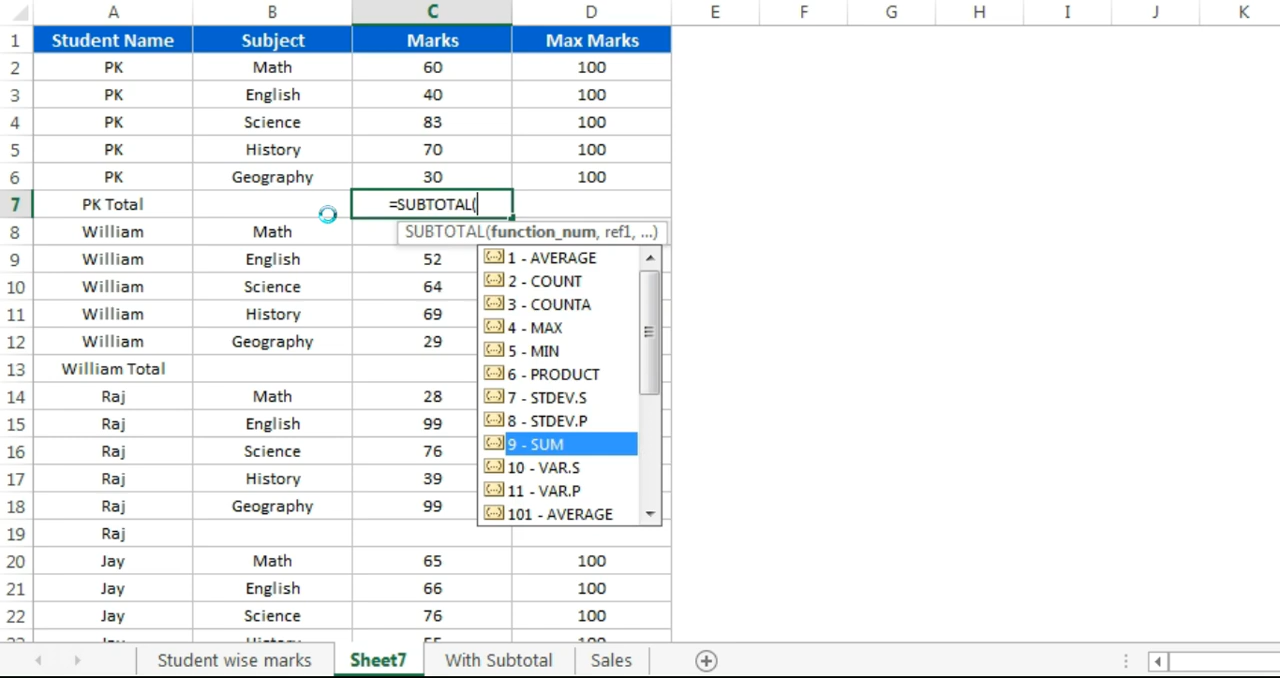 A B C D E F G H I J K
1 Student Name Subject Marks Max Marks
2 PK Math 60 100
3 PK English 40 100
4 PK Science 83 100
5 PK History 70 100
6 PK Geography 30 100
7 PK Total =SUBTOTAL(
8 William Math SUBTOTAL(function_num, ref1, ...)
9 William English 52 1 - AVERAGE
2 - COUNT
10 William Science 64 3 - COUNTA
11 William History 69 4 - MAX
12 William Geography 29 5 - MIN
13 William Total 6 - PRODUCT
14 Raj Math 28 7 - STDEV.S
15 Raj English 99 8 - STDEV.P
16 Raj Science 76 9 - SUM
17 Raj History 39 10 - VAR.S
11 - VAR.P
18 Raj Geography 99 101 - AVERAGE
19 Raj
20 Jay Math 65 100
21 Jay English 66 100
22 Jay Science 76 100
Student wise marks Sheet7 With Subtotal Sales